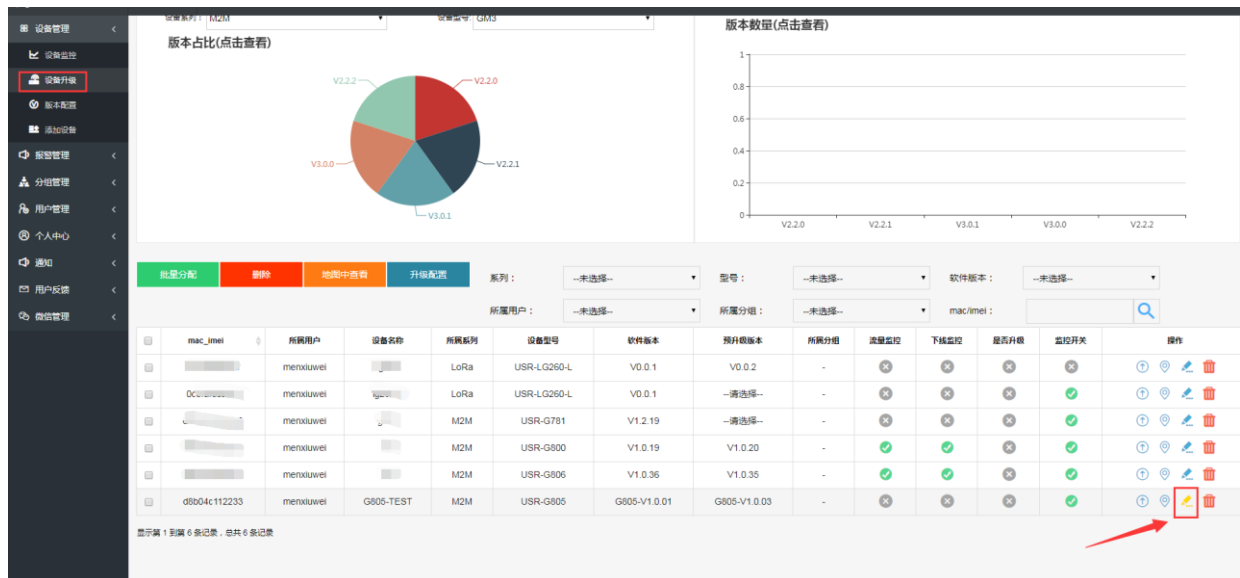 设备管理
设备监控
设备升级
版本配置
添加设备
报警管理
分组管理
用户管理
个人中心
通知
用户反馈
微信管理
设备系列： M2M 设备型号: GM3
版本占比(点击查看)
V2.2.2
V2.2.0
V3.0.0
V2.2.1
V3.0.1
版本数量(点击查看)
1
0.8
0.6
0.4
0.2
0
V2.2.0 V2.2.1 V3.0.1 V3.0.0 V2.2.2
批量分配 删除 地图中查看 升级配置
系列： --未选择-- 型号： --未选择-- 软件版本： --未选择--
所属用户： --未选择-- 所属分组： --未选择-- mac/imei：
mac_imei 所属用户 设备名称 所属系列 设备型号 软件版本 预升级版本 所属分组 流量监控 下线监控 是否升级 监控开关 操作
menxiuwei LoRa USR-LG260-L V0.0.1 V0.0.2 -
menxiuwei LoRa USR-LG260-L V0.0.1 --请选择-- -
menxiuwei M2M USR-G781 V1.2.19 --请选择-- -
menxiuwei M2M USR-G800 V1.0.19 V1.0.20 -
menxiuwei M2M USR-G806 V1.0.36 V1.0.35 -
d8b04c112233 menxiuwei G805-TEST M2M USR-G805 G805-V1.0.01 G805-V1.0.03 -
显示第 1 到第 6 条记录，总共 6 条记录